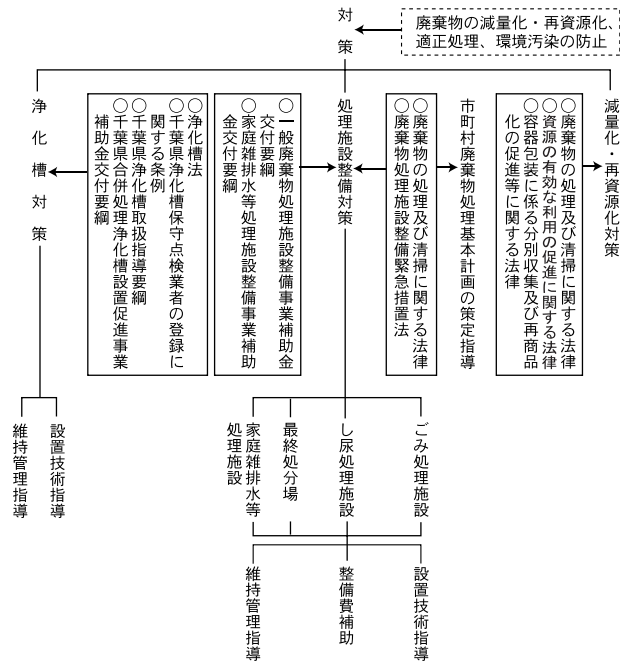 対策
廃棄物の減量化・再資源化、
適正処理、環境汚染の防止
減量化・再資源化対策
○廃棄物の処理及び清掃に関する法律
○資源の有効な利用の促進に関する法律
○容器包装に係る分別収集及び再商品
化の促進等に関する法律
市町村廃棄物処理基本計画の策定指導
○廃棄物の処理及び清掃に関する法律
○廃棄物処理施設整備緊急措置法
処理施設整備対策
○一般廃棄物処理施設整備事業補助金
交付要綱
○家庭雑排水等処理施設整備事業補助
金交付要綱
○浄化槽法
○千葉県浄化槽保守点検業者の登録に
関する条例
○千葉県浄化槽取扱指導要綱
○千葉県合併処理浄化槽設置促進事業
補助金交付要綱
浄化槽対策
ごみ処理施設
し尿処理施設
最終処分場
家庭雑排水等
処理施設
設置技術指導
整備費補助
維持管理指導
設置技術指導
維持管理指導